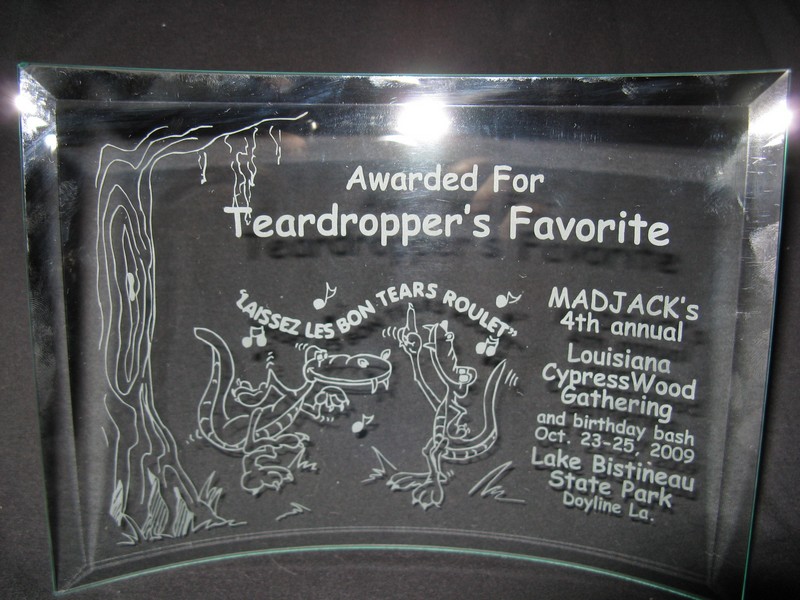 Awarded For
Teardropper's Favorite
"LAISSEZ LES BON TEARS ROULET"
MADJACK's
4th annual
Louisiana
CypressWood
Gathering
and birthday bash
Oct. 23-25, 2009
Lake Bistineau
State Park
Doyline La.